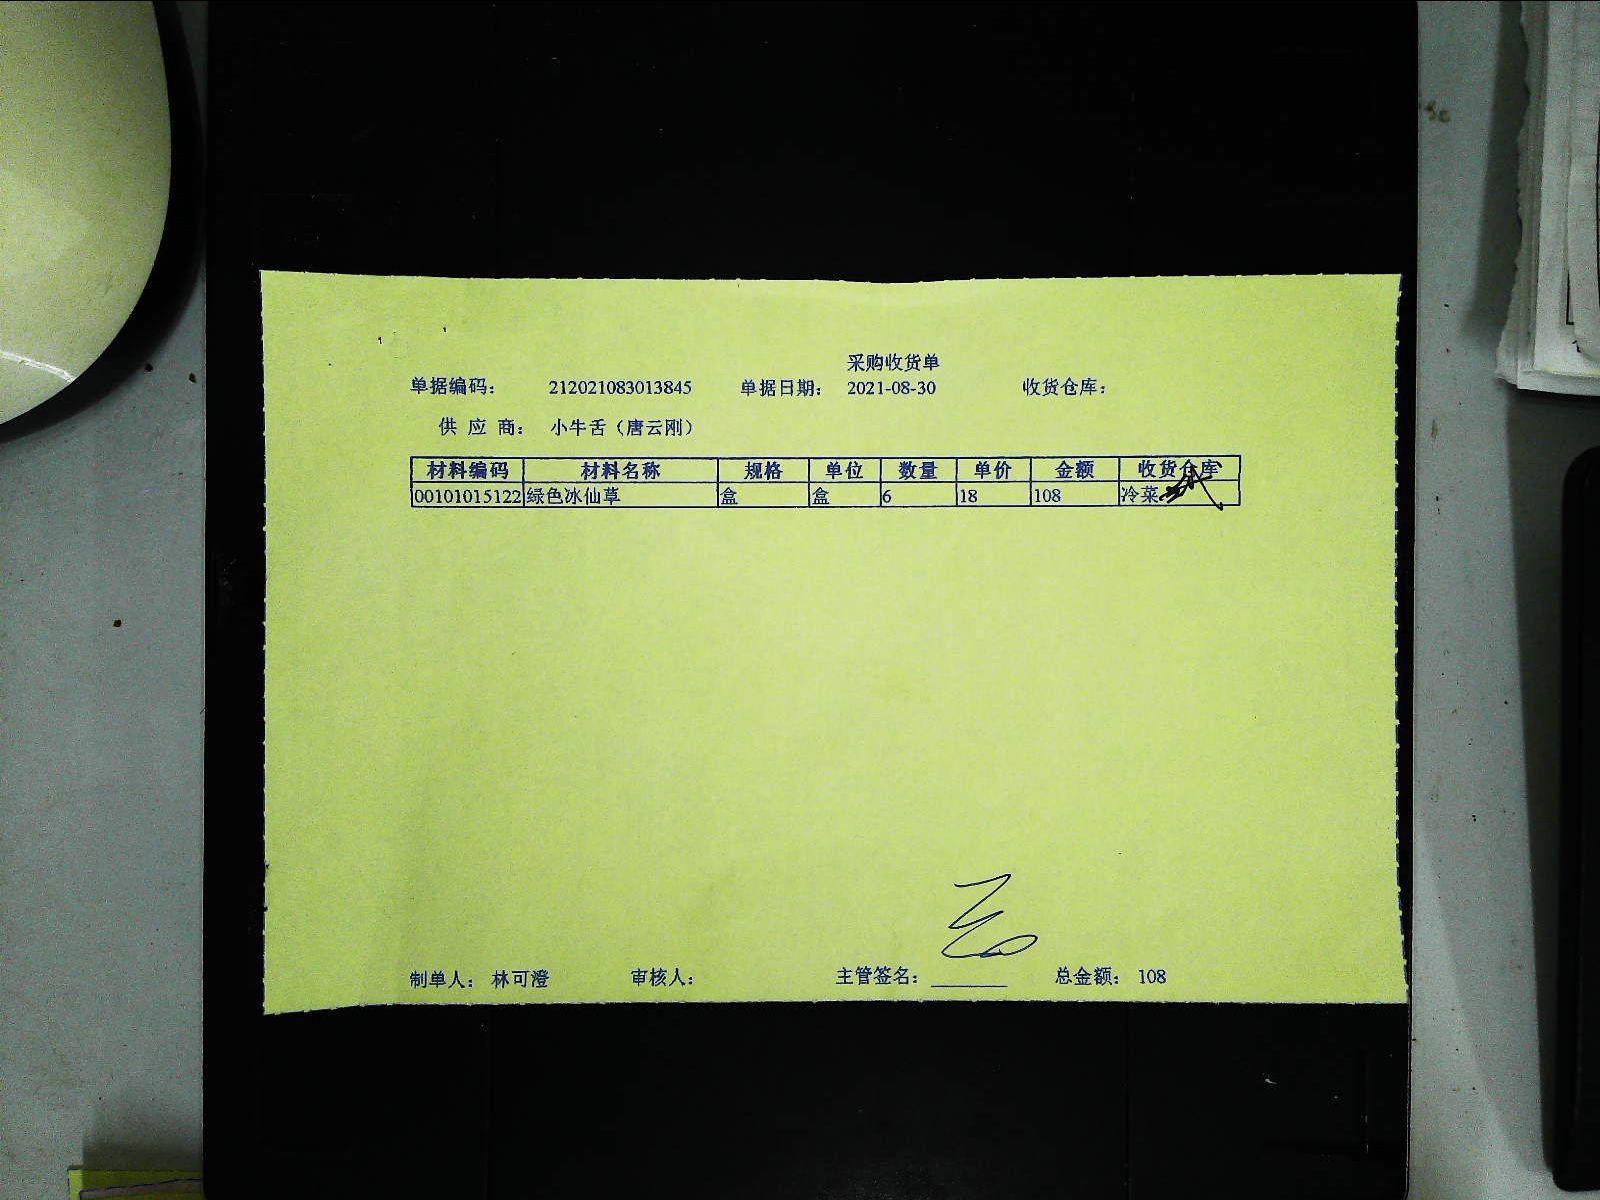 采购收货单
单据编码： 212021083013845 单据日期： 2021-08-30 收货仓库：
供 应 商： 小牛舌（唐云刚）
材料编码 材料名称 规格 单位 数量 单价 金额 收货仓库
00101015122 绿色冰仙草 盒 盒 6 18 108 冷菜
制单人： 林可澄 审核人： 主管签名： 总金额： 108